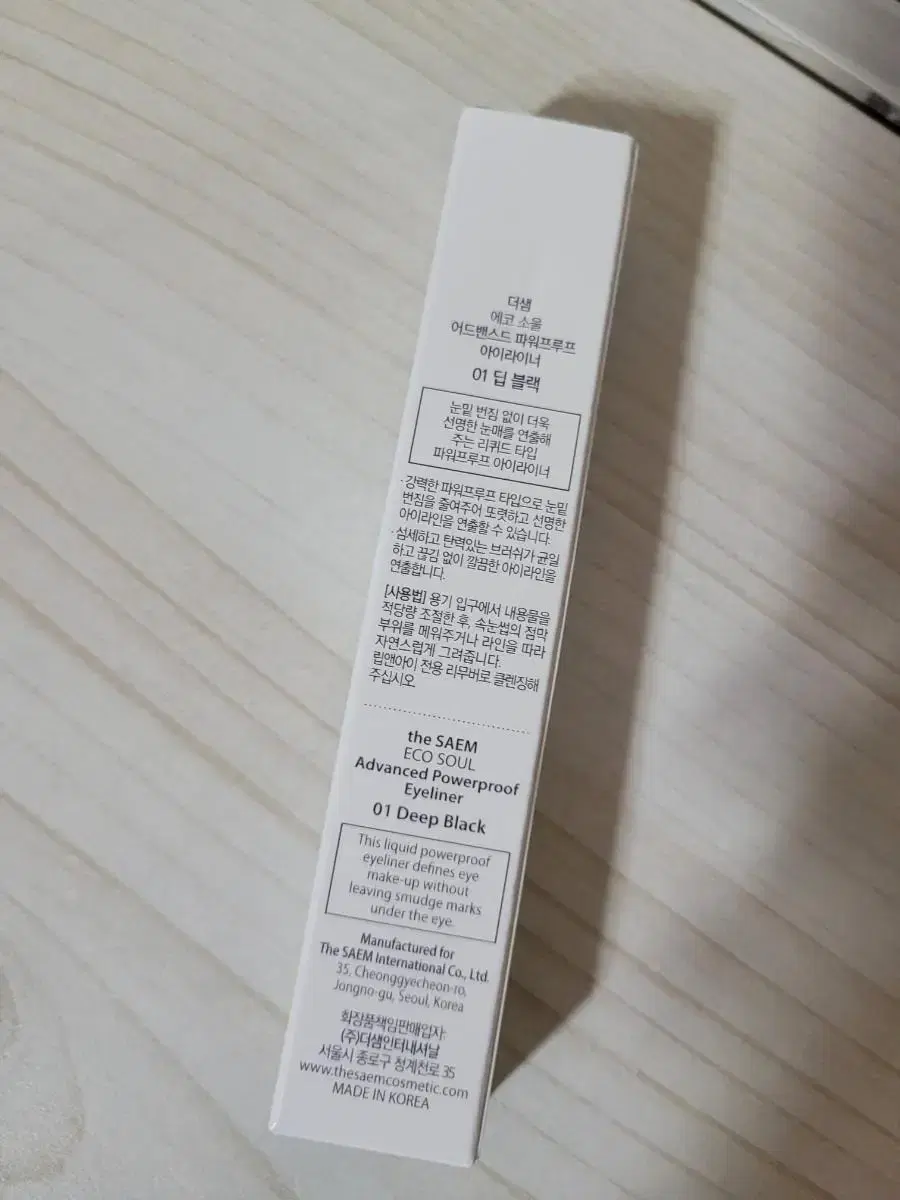 더샘
에코 소울
어드밴스드 파워프루프
아이라이너
01 딥 블랙
눈밑 번짐 없이 더욱
선명한 눈매를 연출해
주는 리퀴드 타입
파워프루프 아이라이너
· 강력한 파워프루프 타입으로 눈밑
번짐을 줄여주어 또렷하고 선명한
아이라인을 연출할 수 있습니다.
· 섬세하고 탄력있는 브러쉬가 균일
하고 끊김 없이 깔끔한 아이라인을
연출합니다.
[사용법] 용기 입구에서 내용물을
적당량 조절한 후, 속눈썹의 점막
부위를 메워주거나 라인을 따라
자연스럽게 그려줍니다.
립앤아이 전용 리무버로 클렌징해
주십시오.
the SAEM
ECO SOUL
Advanced Powerproof
Eyeliner
01 Deep Black
This liquid powerproof
eyeliner defines eye
make-up without
leaving smudge marks
under the eye.
Manufactured for
The SAEM International Co., Ltd.
35, Cheonggyecheon-ro,
Jongno-gu, Seoul, Korea
화장품책임판매업자:
(주)더샘인터내셔날
서울시 종로구 청계천로 35
www.thesaemcosmetic.com
MADE IN KOREA